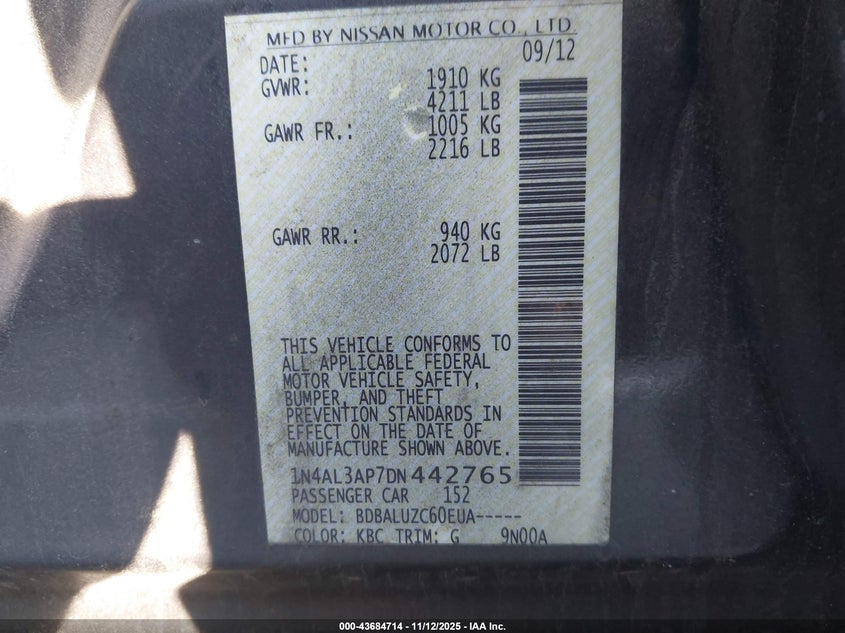 MFD BY NISSAN MOTOR CO., LTD.
DATE: 09/12
GVWR: 1910 KG
4211 LB
GAWR FR.: 1005 KG
2216 LB
GAWR RR.: 940 KG
2072 LB
THIS VEHICLE CONFORMS TO
ALL APPLICABLE FEDERAL
MOTOR VEHICLE SAFETY,
BUMPER, AND THEFT
PREVENTION STANDARDS IN
EFFECT ON THE DATE OF
MANUFACTURE SHOWN ABOVE.
1N4AL3AP7DN442765
PASSENGER CAR 152
MODEL: BDBALUZC60EUA-----
COLOR: KBC TRIM: G 9N00A
000-43684714 - 11/12/2025 - IAA Inc.